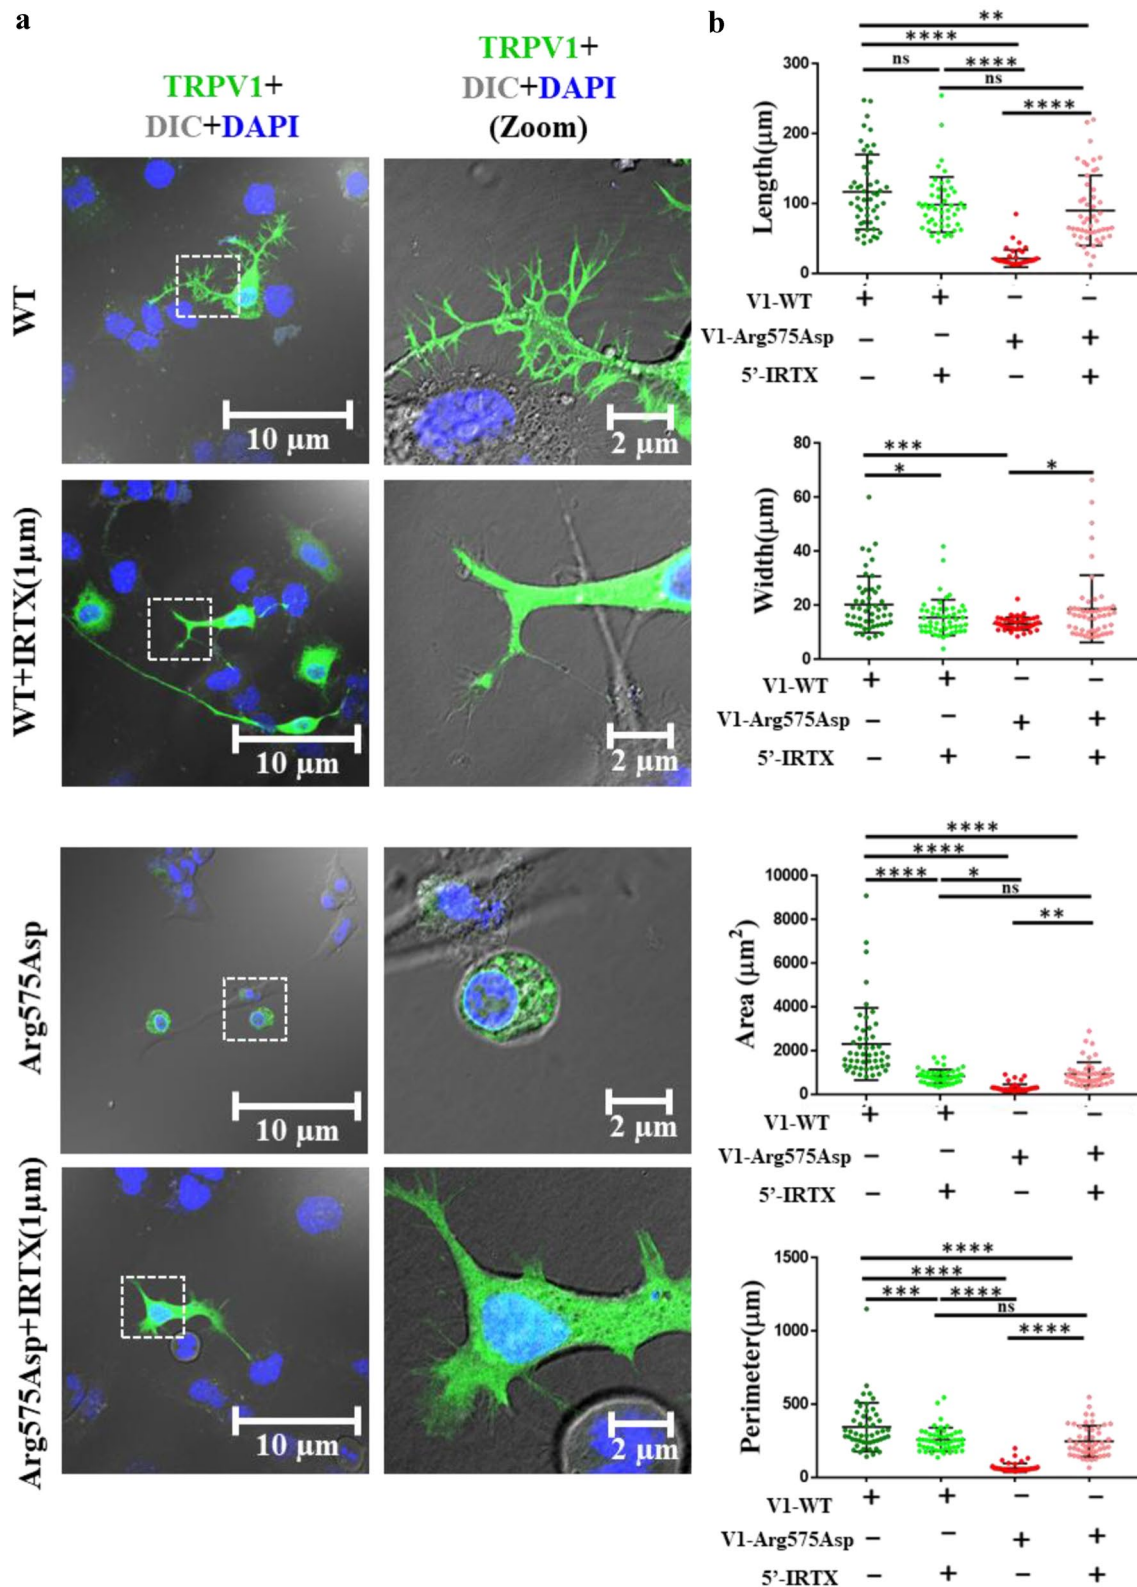 a
TRPV1+
DIC+DAPI
TRPV1+
DIC+DAPI
(Zoom)
WT
10 µm
2 µm
WT+IRTX(1µm)
10 µm
2 µm
Arg575Asp
10 µm
2 µm
Arg575Asp+IRTX(1µm)
10 µm
2 µm
b
**
****
ns
****
ns
****
Length(µm)
300
200
100
0
V1-WT + + − −
V1-Arg575Asp − − + +
5'-IRTX − + − +
***
*
*
Width(µm)
80
60
40
20
0
V1-WT + + − −
V1-Arg575Asp − − + +
5'-IRTX − + − +
****
****
****
*
ns
**
Area (µm²)
10000
8000
6000
4000
2000
0
V1-WT + + − −
V1-Arg575Asp − − + +
5'-IRTX − + − +
****
****
***
****
ns
****
Perimeter(µm)
1500
1000
500
0
V1-WT + + − −
V1-Arg575Asp − − + +
5'-IRTX − + − +